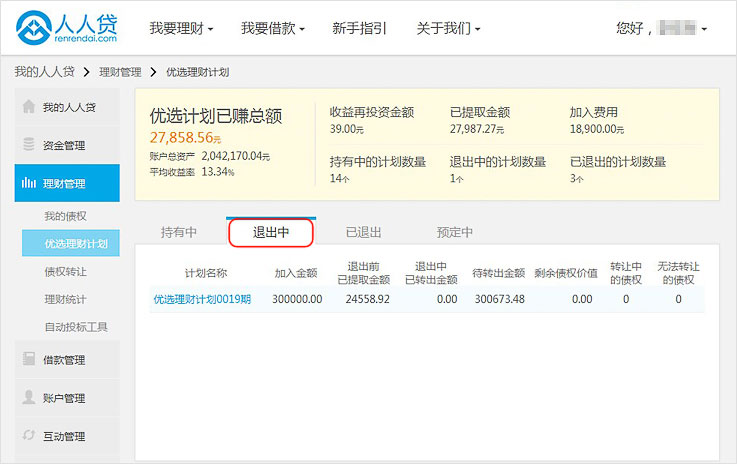 人人贷
renrendai.com
我要理财 我要借款 新手指引 关于我们 您好，
我的人人贷 理财管理 优选理财计划
我的人人贷
资金管理
理财管理
我的债权
优选理财计划
债权转让
理财统计
自动投标工具
借款管理
账户管理
互动管理
优选计划已赚总额
27,858.56元
账户总资产 2,042,170.04元
平均收益率 13.34%
收益再投资金额 已提取金额 加入费用
39.00元 27,987.27元 18,900.00元
持有中的计划数量 退出中的计划数量 已退出的计划数量
14个 1个 3个
持有中 退出中 已退出 预定中
计划名称 加入金额 退出前已提取金额 退出中已转出金额 待转出金额 剩余债权价值 转让中的债权 无法转让的债权
优选理财计划0019期 300000.00 24558.92 0.00 300673.48 0.00 0 0